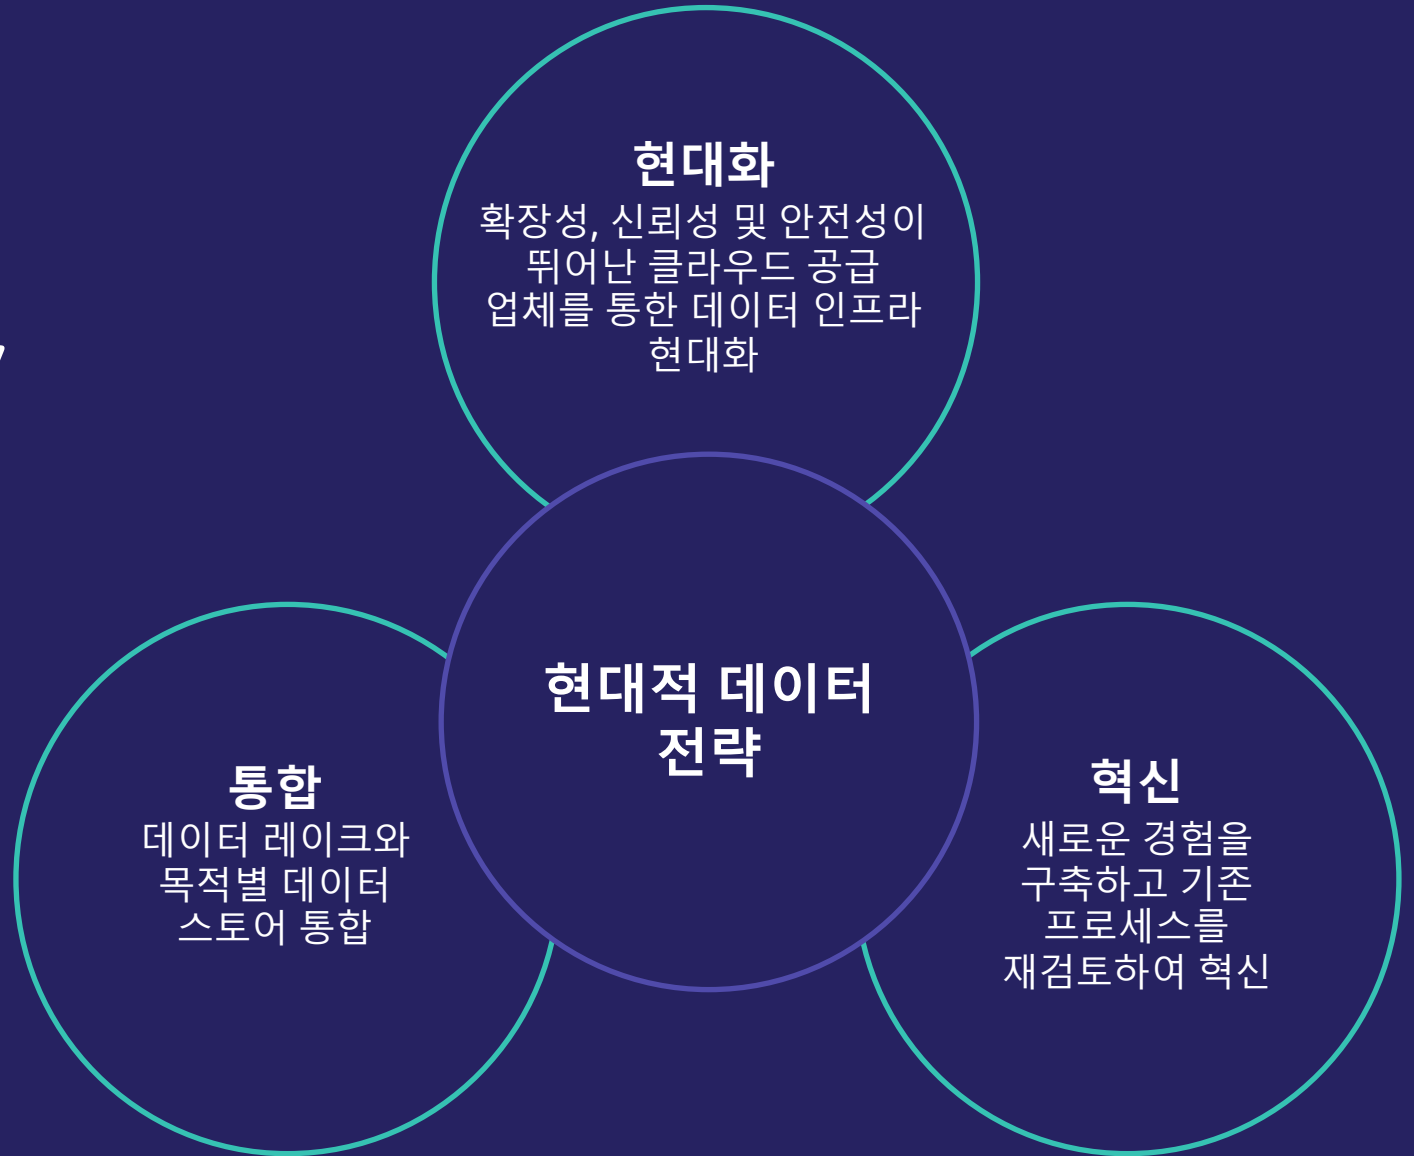 현대화
확장성, 신뢰성 및 안전성이
뛰어난 클라우드 공급
업체를 통한 데이터 인프라
현대화
현대적 데이터
전략
통합
데이터 레이크와
목적별 데이터
스토어 통합
혁신
새로운 경험을
구축하고 기존
프로세스를
재검토하여 혁신